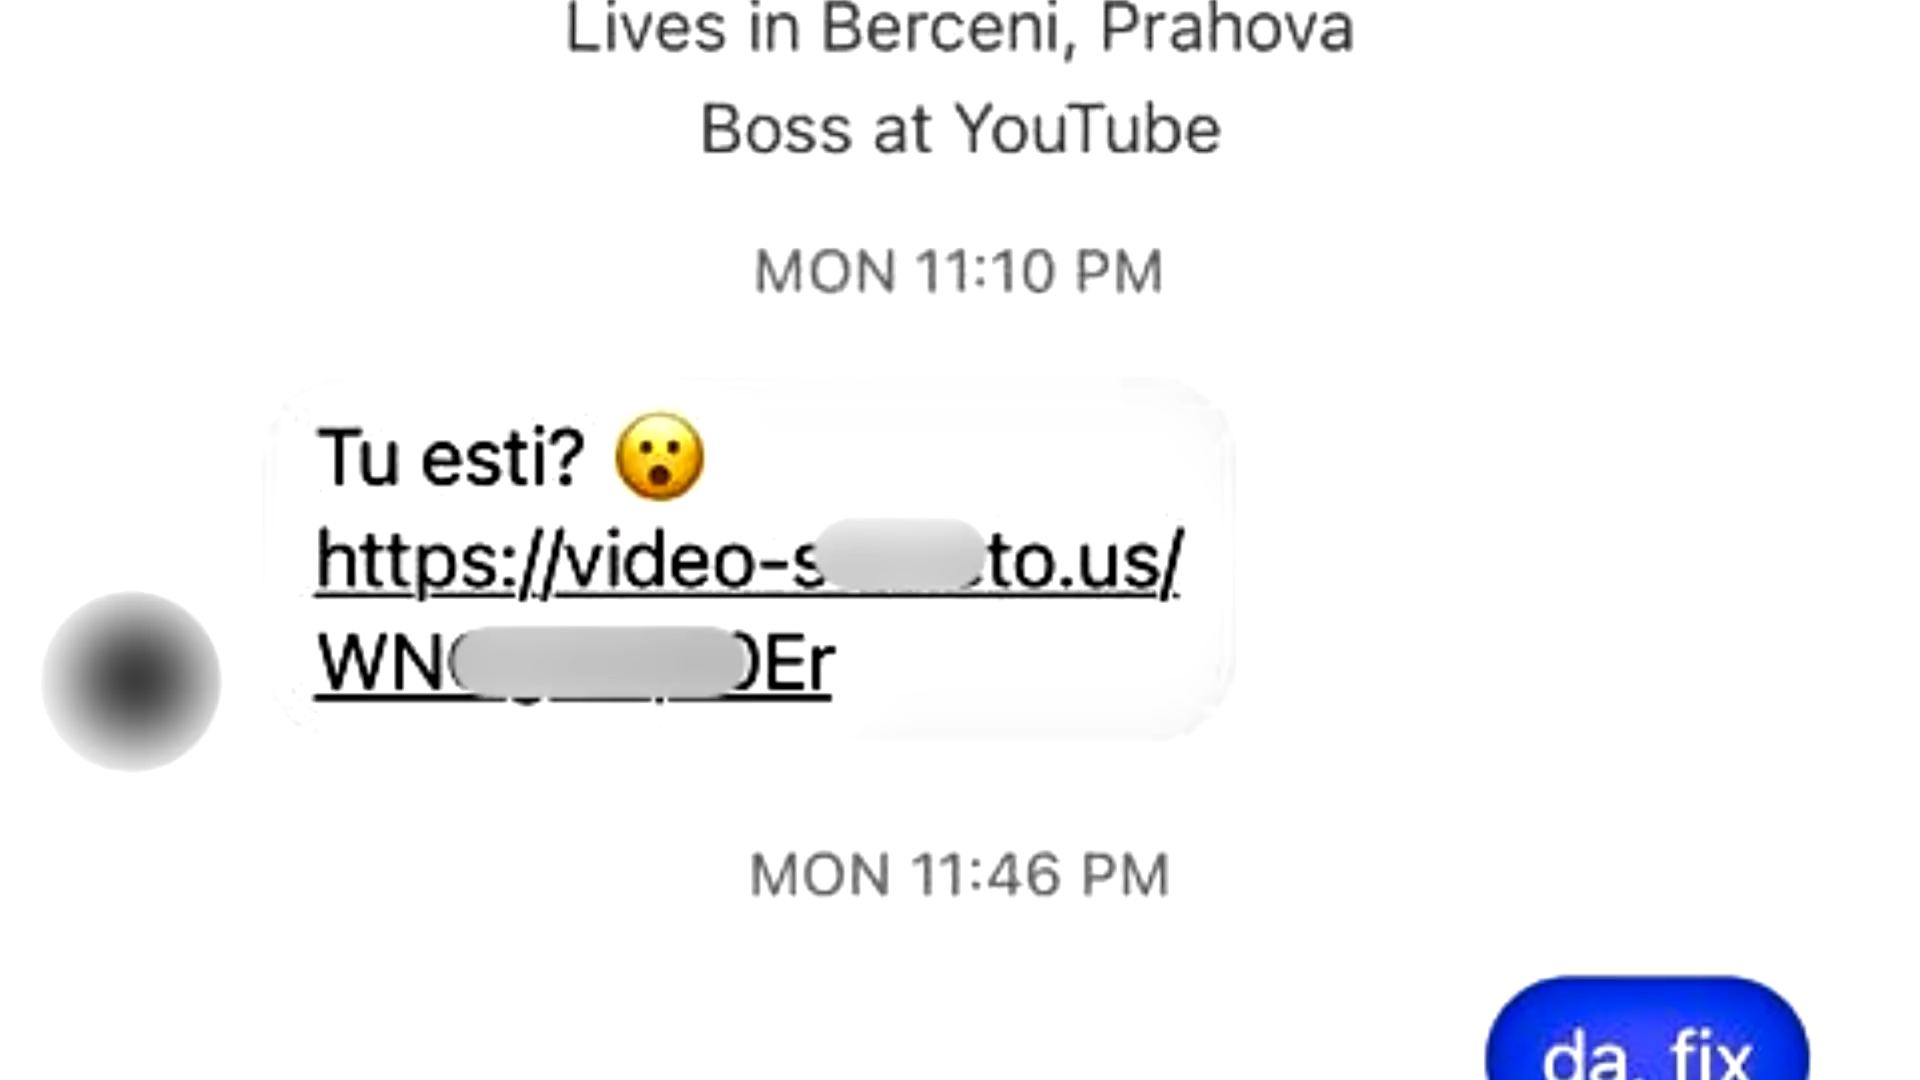 Lives in Berceni, Prahova
Boss at YouTube
MON 11:10 PM
Tu esti? 😮
https://video-s to.us/
WN Er
MON 11:46 PM
da, fix